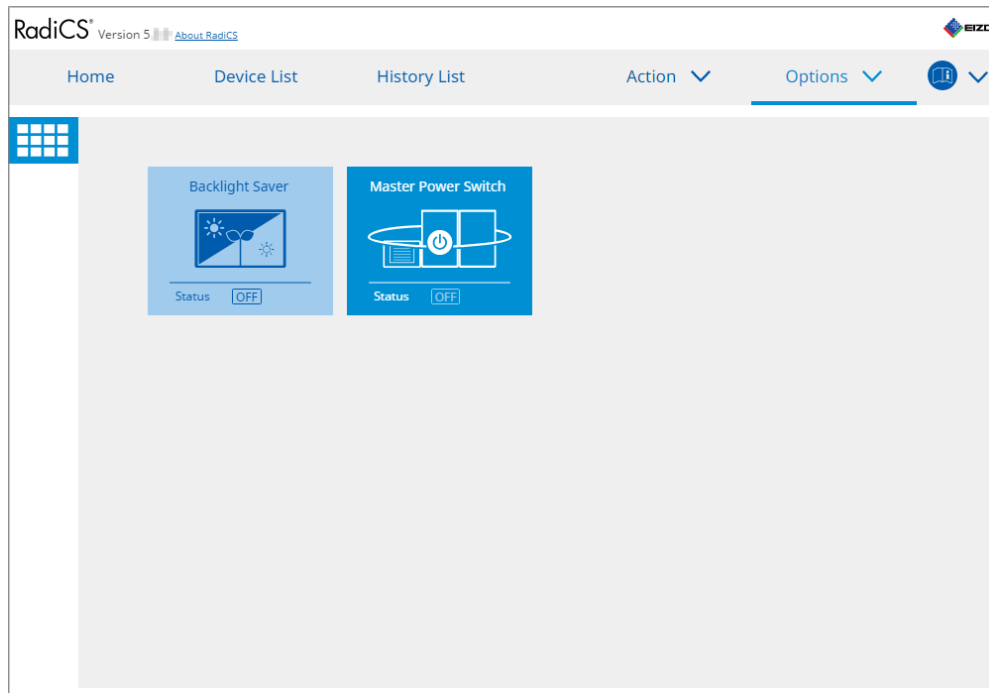 RadiCS® Version 5. About RadiCS
Home Device List History List Action Options
Backlight Saver Master Power Switch
Status OFF Status OFF